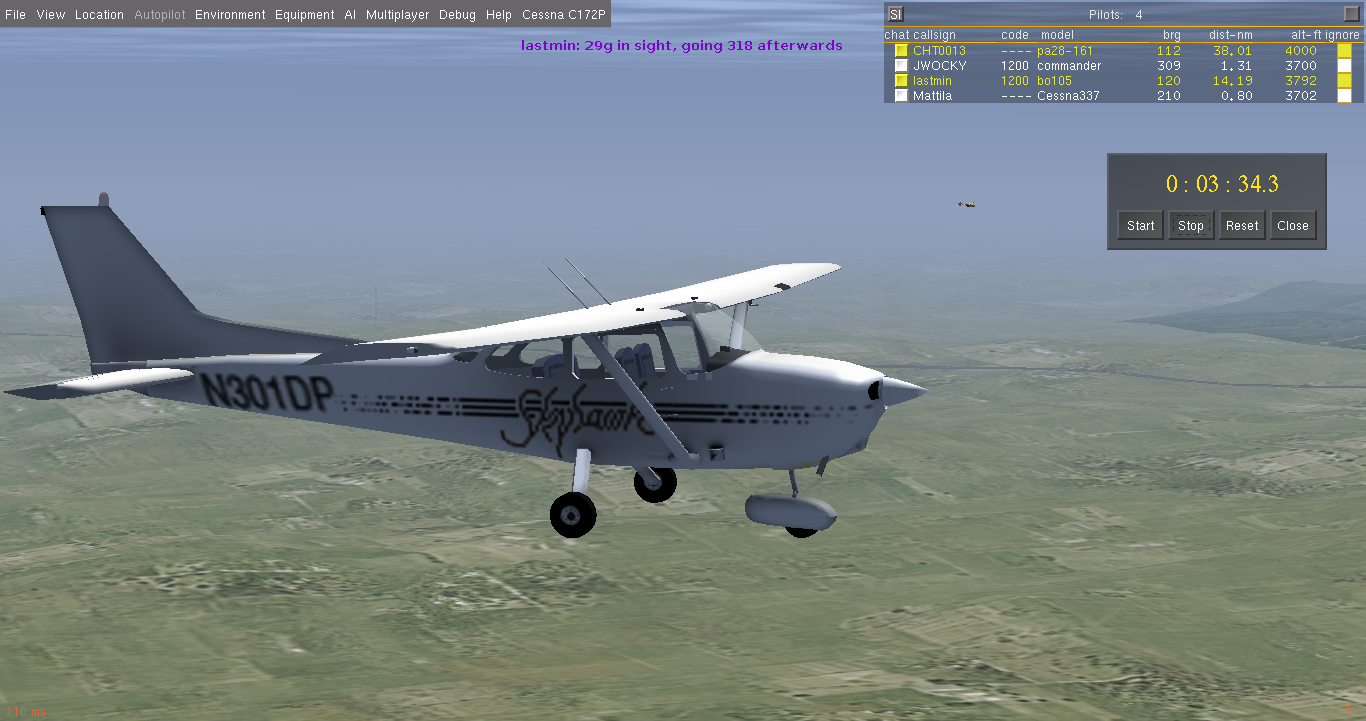 File View Location Autopilot Environment Equipment AI Multiplayer Debug Help Cessna C172P
lastmin: 29g in sight, going 318 afterwards
SI Pilots: 4
chat callsign code model brg dist-nm alt-ft ignore
CHT0013 ---- pa28-161 112 38.01 4000
JWOCKY 1200 commander 309 1.31 3700
lastmin 1200 bo105 120 14.19 3792
Mattila ---- Cessna337 210 0.80 3702
0 : 03 : 34.3
Start Stop Reset Close
N301DP
Skyhawk